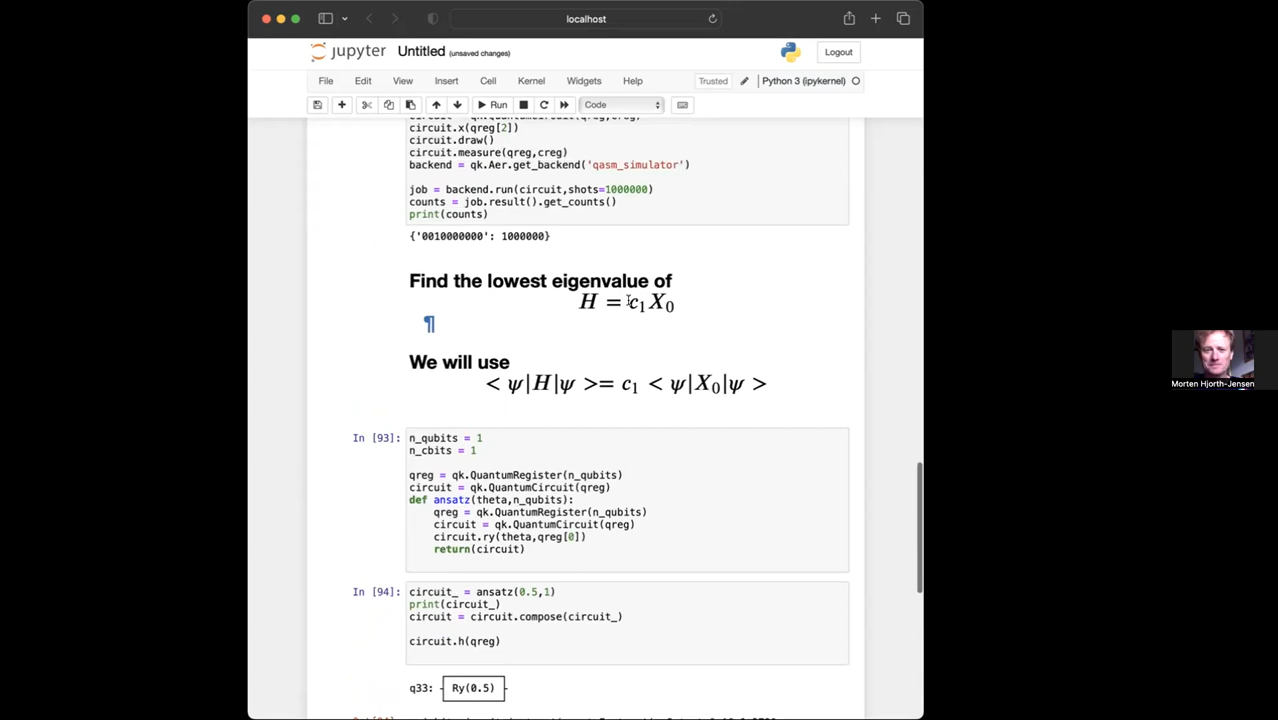 localhost
jupyter Untitled (unsaved changes)
Logout
File Edit View Insert Cell Kernel Widgets Help
Trusted
Python 3 (ipykernel)
Run
Code
circuit.x(qreg[2])
circuit.draw()
circuit.measure(qreg,creg)
backend = qk.Aer.get_backend('qasm_simulator')
job = backend.run(circuit,shots=1000000)
counts = job.result().get_counts()
print(counts)
{'0010000000': 1000000}
Find the lowest eigenvalue of
H = c₁X₀
¶
We will use
< ψ|H|ψ >= c₁ < ψ|X₀|ψ >
In [93]:
n_qubits = 1
n_cbits = 1
qreg = qk.QuantumRegister(n_qubits)
circuit = qk.QuantumCircuit(qreg)
def ansatz(theta,n_qubits):
qreg = qk.QuantumRegister(n_qubits)
circuit = qk.QuantumCircuit(qreg)
circuit.ry(theta,qreg[0])
return(circuit)
In [94]:
circuit_ = ansatz(0.5,1)
print(circuit_)
circuit = circuit.compose(circuit_)
circuit.h(qreg)
q33: Ry(0.5)
Morten Hjorth-Jensen